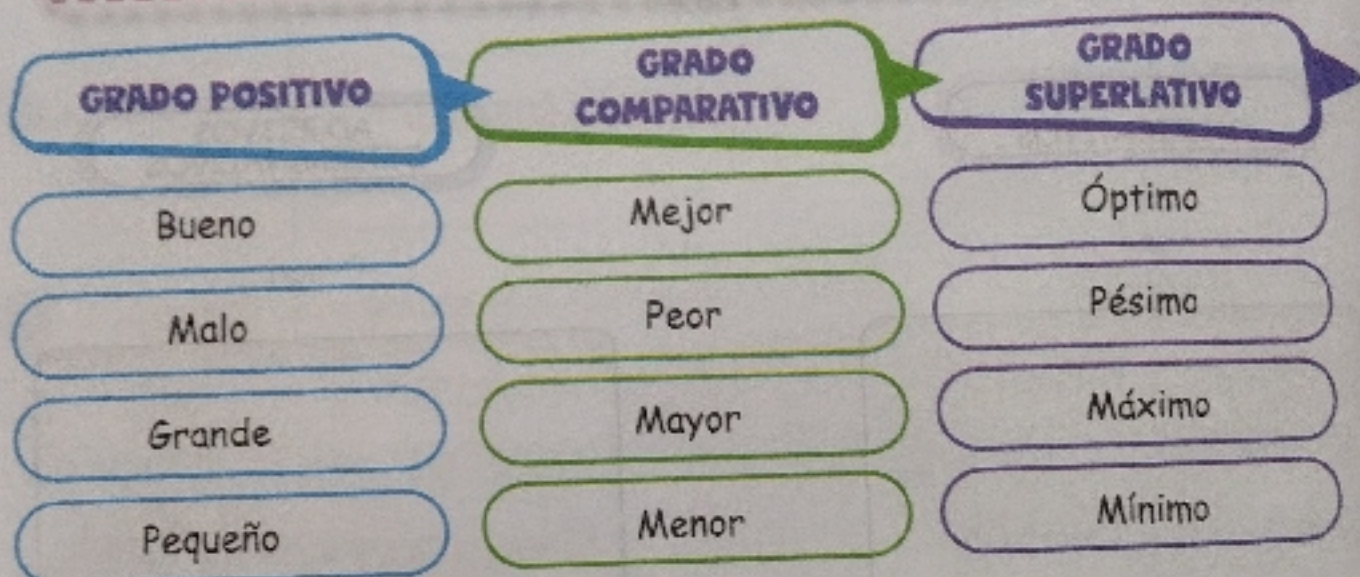 GRADO POSITIVO
GRADO
COMPARATIVO
GRADO
SUPERLATIVO
Bueno
Mejor
Óptimo
Malo
Peor
Pésimo
Grande
Mayor
Máximo
Pequeño
Menor
Mínimo